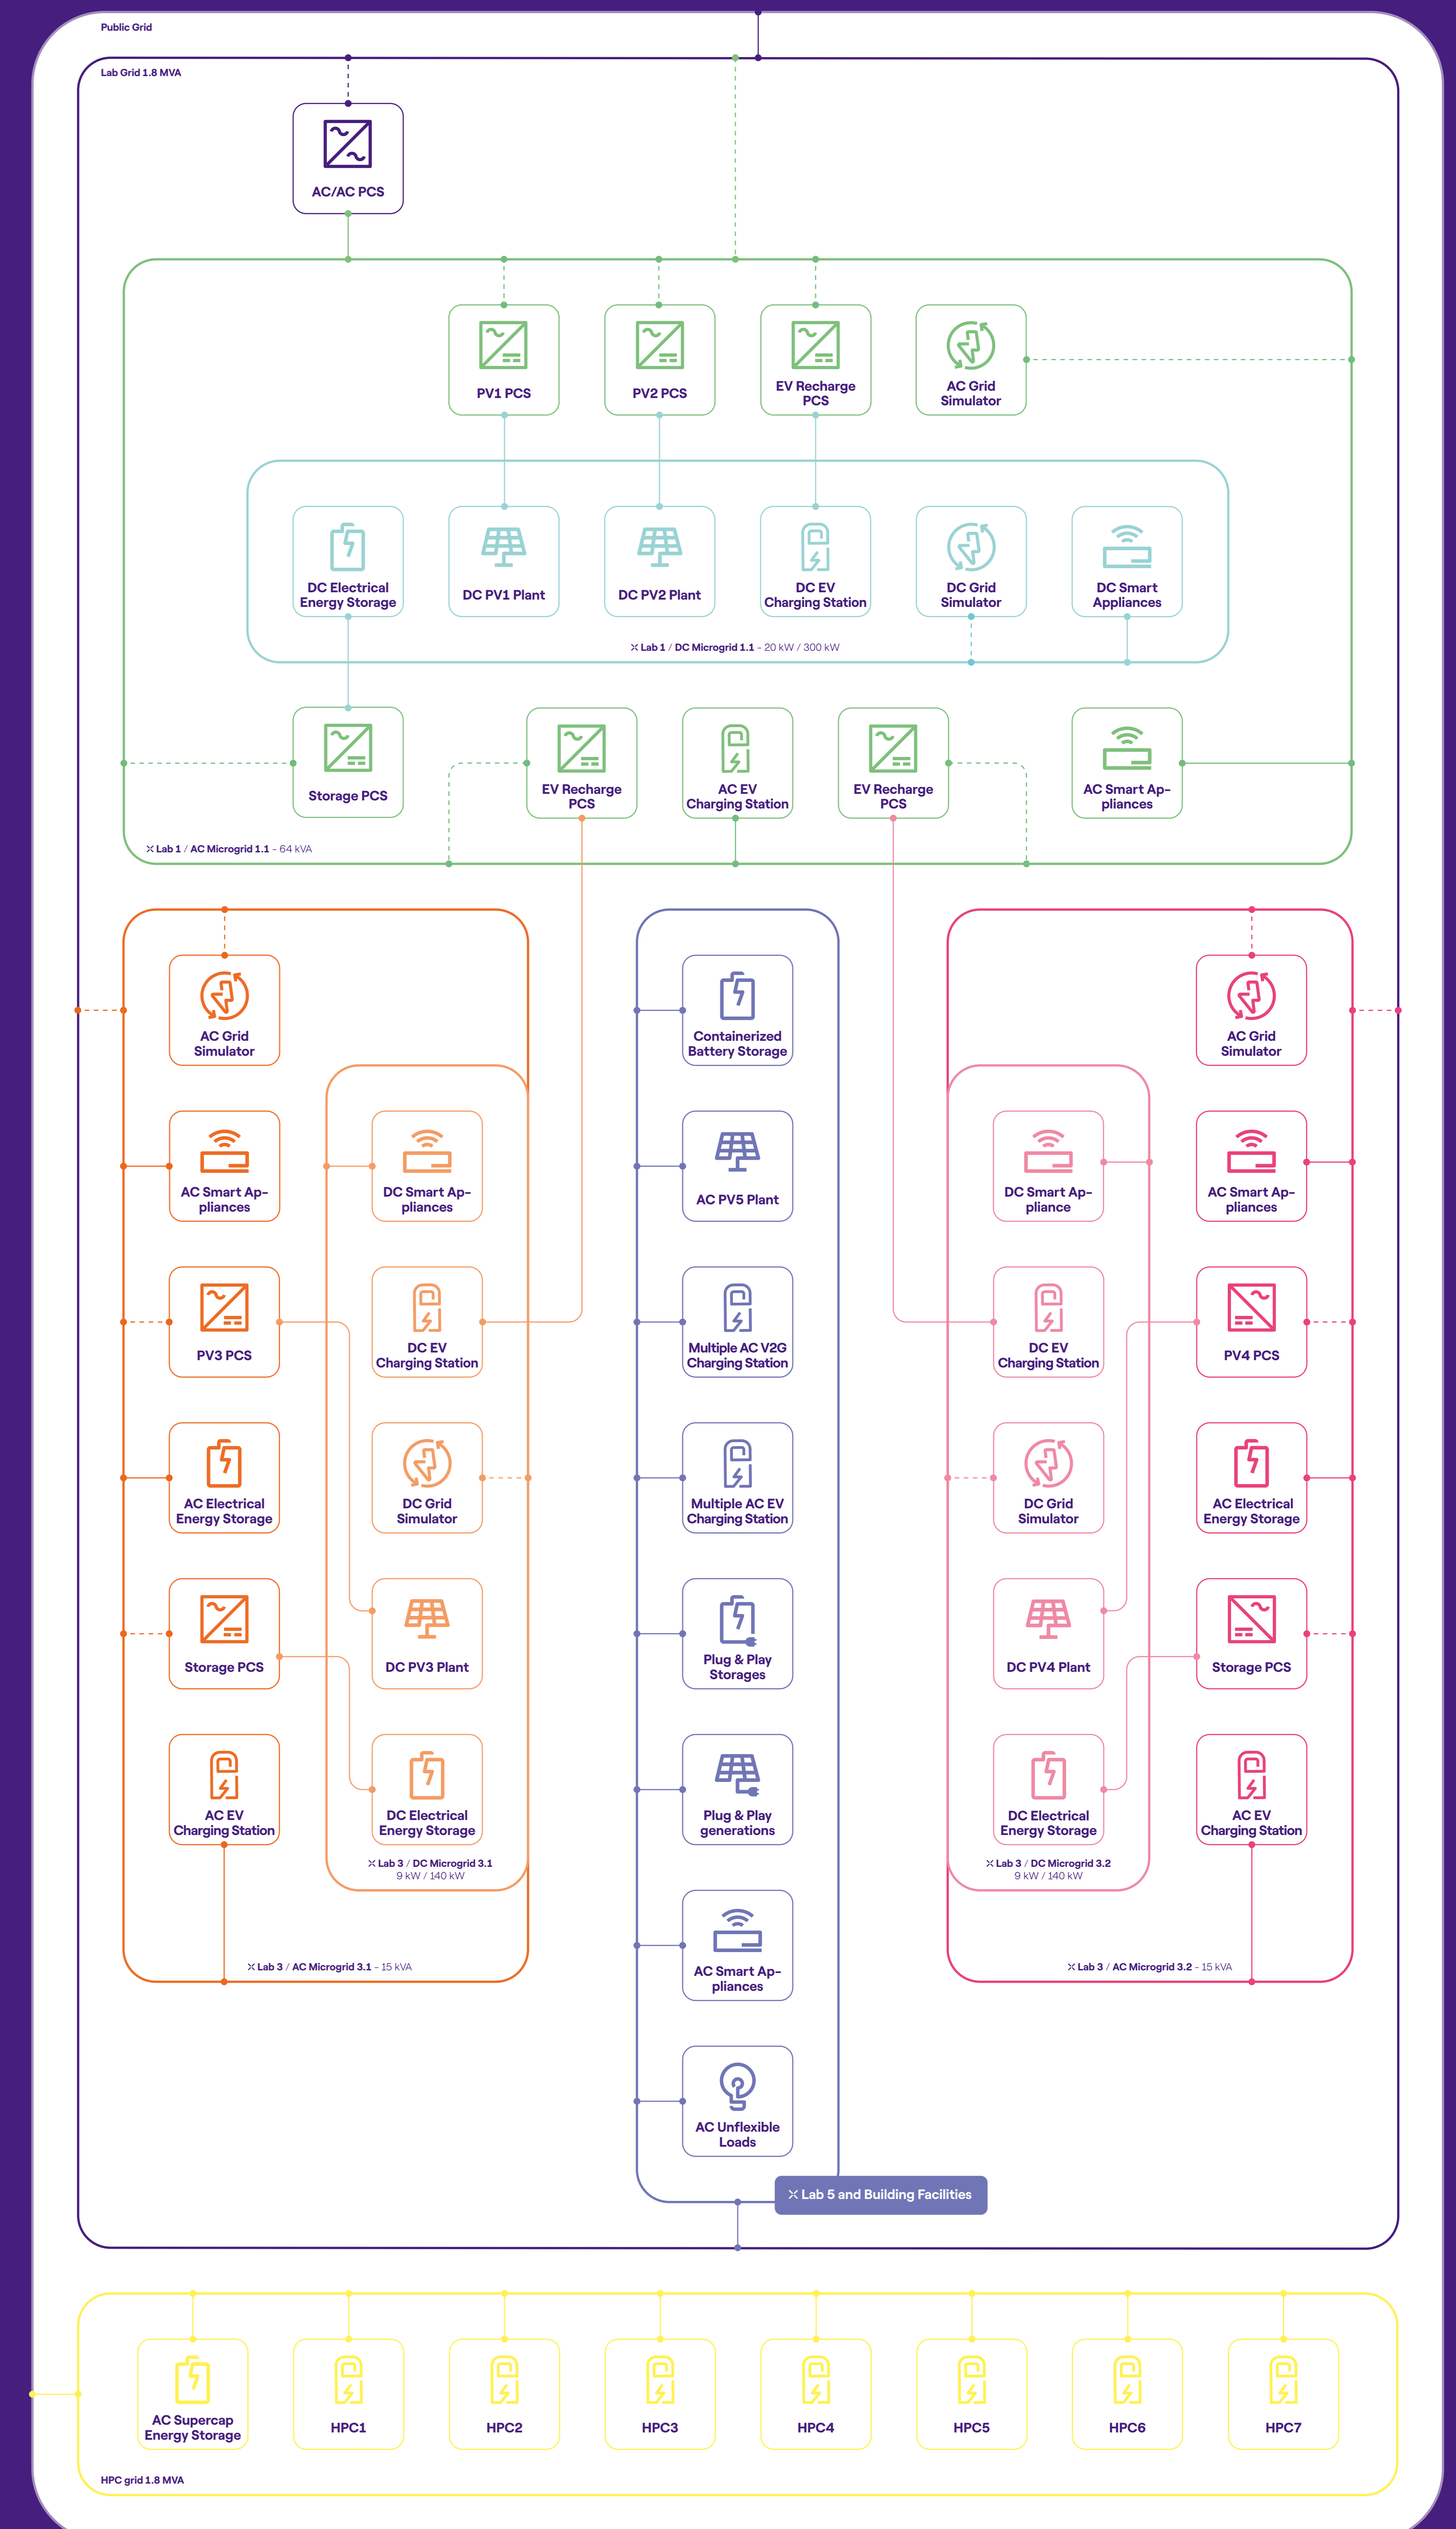 Public Grid
Lab Grid 1.8 MVA
AC/AC PCS
PV1 PCS
PV2 PCS
EV Recharge
PCS
AC Grid
Simulator
DC Electrical
Energy Storage
DC PV1 Plant
DC PV2 Plant
DC EV
Charging Station
DC Grid
Simulator
DC Smart
Appliances
Lab 1 / DC Microgrid 1.1 - 20 kW / 300 kW
Storage PCS
EV Recharge
PCS
AC EV
Charging Station
EV Recharge
PCS
AC Smart Ap-
pliances
Lab 1 / AC Microgrid 1.1 - 64 kVA
AC Grid
Simulator
AC Smart Ap-
pliances
PV3 PCS
AC Electrical
Energy Storage
Storage PCS
AC EV
Charging Station
DC Smart Ap-
pliances
DC EV
Charging Station
DC Grid
Simulator
DC PV3 Plant
DC Electrical
Energy Storage
Lab 3 / DC Microgrid 3.1
9 kW / 140 kW
Lab 3 / AC Microgrid 3.1 - 15 kVA
Containerized
Battery Storage
AC PV5 Plant
Multiple AC V2G
Charging Station
Multiple AC EV
Charging Station
Plug & Play
Storages
Plug & Play
generations
AC Smart Ap-
pliances
AC Unflexible
Loads
Lab 5 and Building Facilities
DC Smart Ap-
pliance
DC EV
Charging Station
DC Grid
Simulator
DC PV4 Plant
DC Electrical
Energy Storage
Lab 3 / DC Microgrid 3.2
9 kW / 140 kW
AC Grid
Simulator
AC Smart Ap-
pliances
PV4 PCS
AC Electrical
Energy Storage
Storage PCS
AC EV
Charging Station
Lab 3 / AC Microgrid 3.2 - 15 kVA
AC Supercap
Energy Storage
HPC1
HPC2
HPC3
HPC4
HPC5
HPC6
HPC7
HPC grid 1.8 MVA